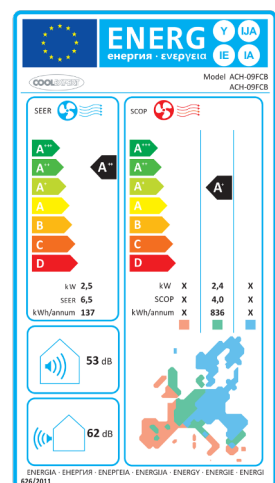 ENERG Y IJA
енергия · ενεργεια IE IA
COOLEXPERT Model ACH-09FCB
ACH-09FCB
SEER SCOP
A+++ A+++
A++ A++ A++
A+ A+ A+
A A
B B
C C
D D
kW 2,5 kW X 2,4 X
SEER 6,5 SCOP X 4,0 X
kWh/annum 137 kWh/annum X 836 X
53 dB
62 dB
ENERGIA · ЕНЕРГИЯ · ΕΝΕΡΓΕΙΑ · ENERGIJA · ENERGY · ENERGIE · ENERGI
626/2011